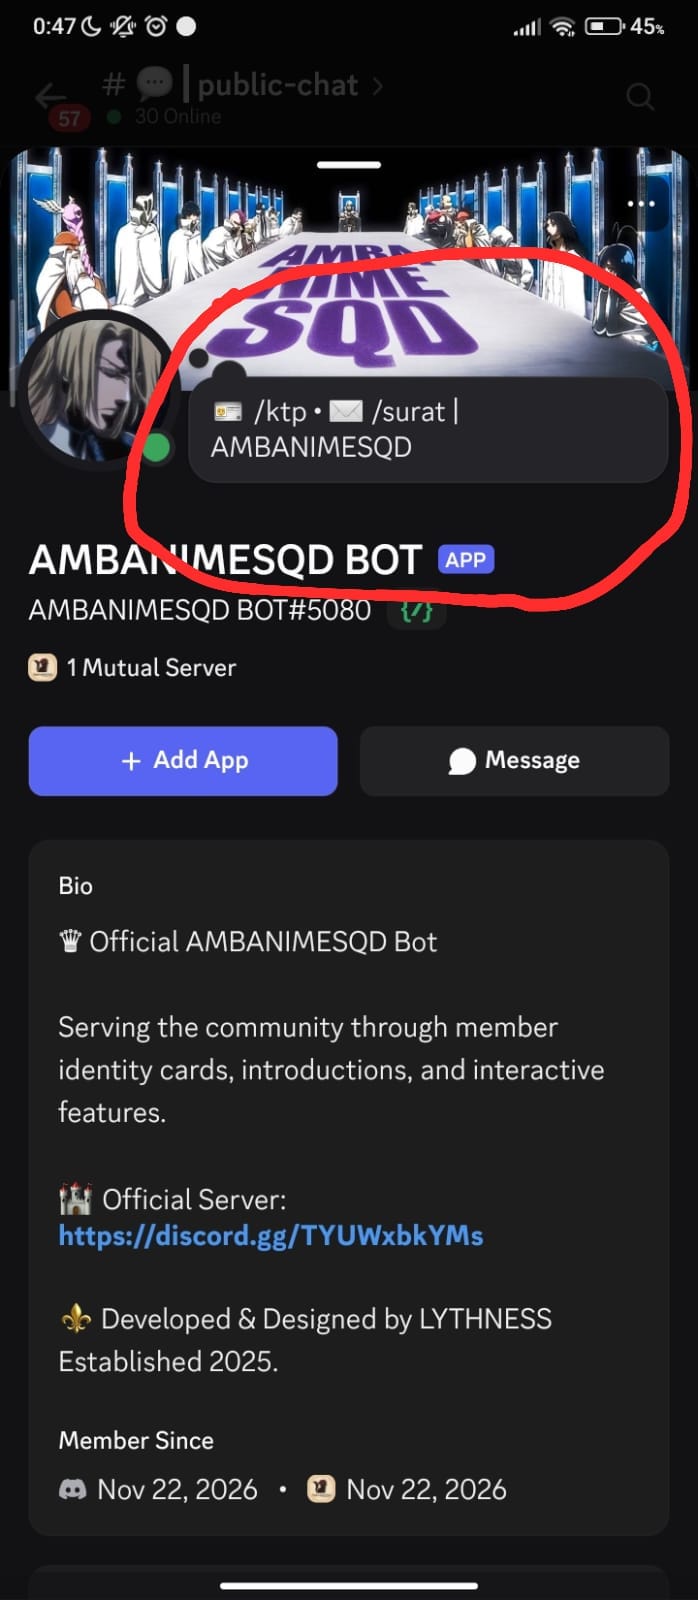 0:47
45%
# 💬 | public-chat >
57
30 Online
AMBA
NIME
SQD
🪪 /ktp • ✉️ /surat |
AMBANIMESQD
AMBANIMESQD BOT APP
AMBANIMESQD BOT#5080 {/}
1 Mutual Server
+ Add App
Message
Bio
♛ Official AMBANIMESQD Bot
Serving the community through member
identity cards, introductions, and interactive
features.
🏰 Official Server:
https://discord.gg/TYUWxbkYMs
⚜️ Developed & Designed by LYTHNESS
Established 2025.
Member Since
Nov 22, 2026 • Nov 22, 2026